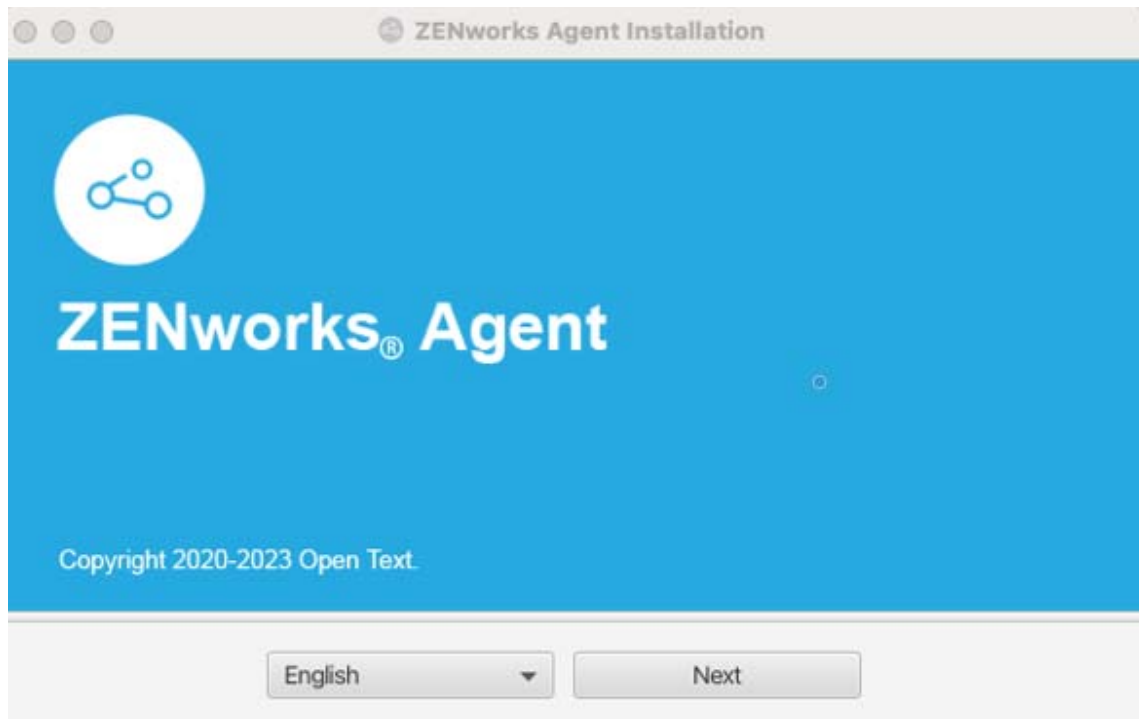 ZENworks Agent Installation
ZENworks® Agent
Copyright 2020-2023 Open Text.
English
Next